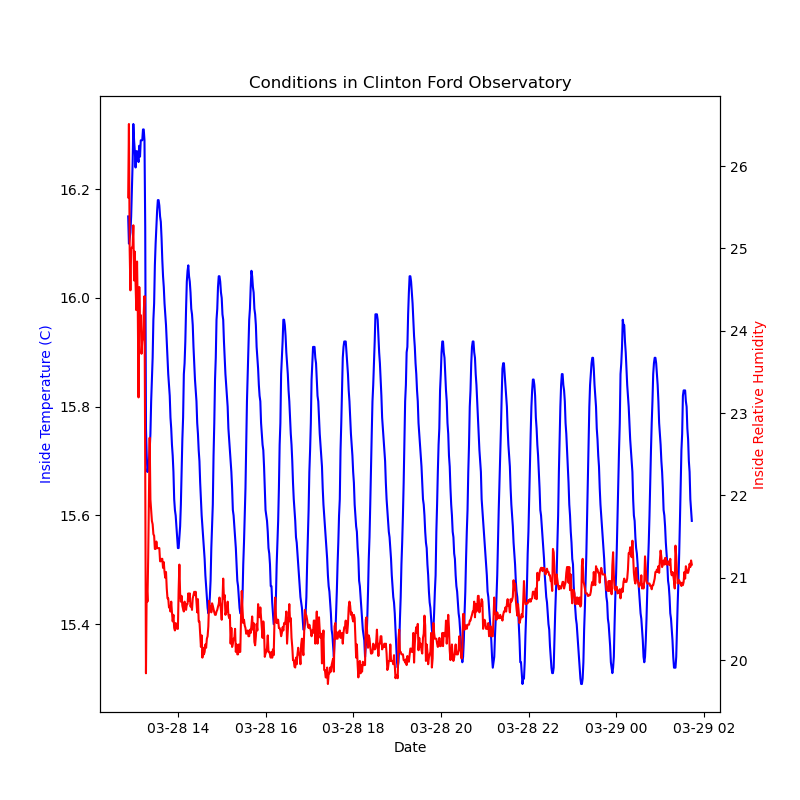 Conditions in Clinton Ford Observatory
Inside Temperature (C)
16.2
16.0
15.8
15.6
15.4
26
25
24
23
22
21
20
Inside Relative Humidity
03-28 14 03-28 16 03-28 18 03-28 20 03-28 22 03-29 00 03-29 02
Date